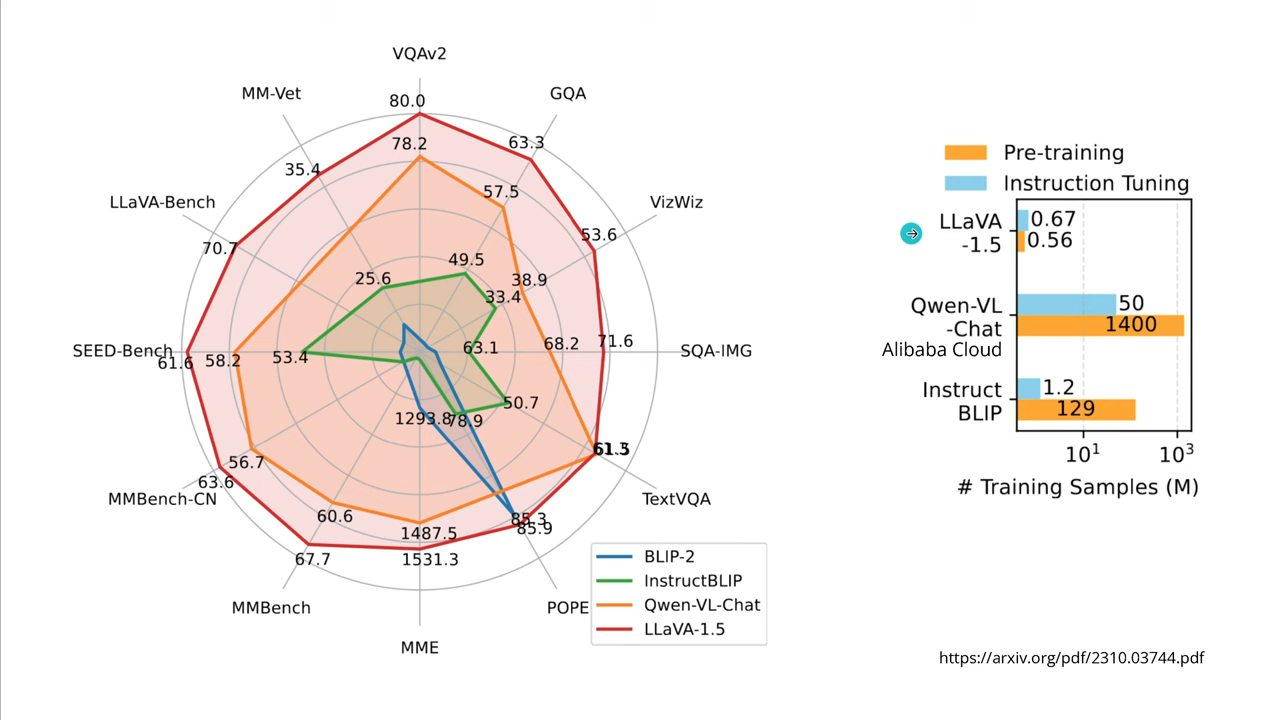 VQAv2
MM-Vet
GQA
80.0
63.3
78.2
35.4
57.5
LLaVA-Bench
VizWiz
70.7
53.6
49.5
25.6
38.9
33.4
SEED-Bench
61.6
58.2
53.4
63.1
68.2
71.6
SQA-IMG
50.7
1293.8
78.9
61.3
56.7
63.6
MMBench-CN
TextVQA
60.6
85.3
85.9
1487.5
1531.3
67.7
MMBench
POPE
MME
BLIP-2
InstructBLIP
Qwen-VL-Chat
LLaVA-1.5
Pre-training
Instruction Tuning
LLaVA
-1.5
0.67
0.56
Qwen-VL
-Chat
Alibaba Cloud
50
1400
Instruct
BLIP
1.2
129
10¹
10³
# Training Samples (M)
https://arxiv.org/pdf/2310.03744.pdf